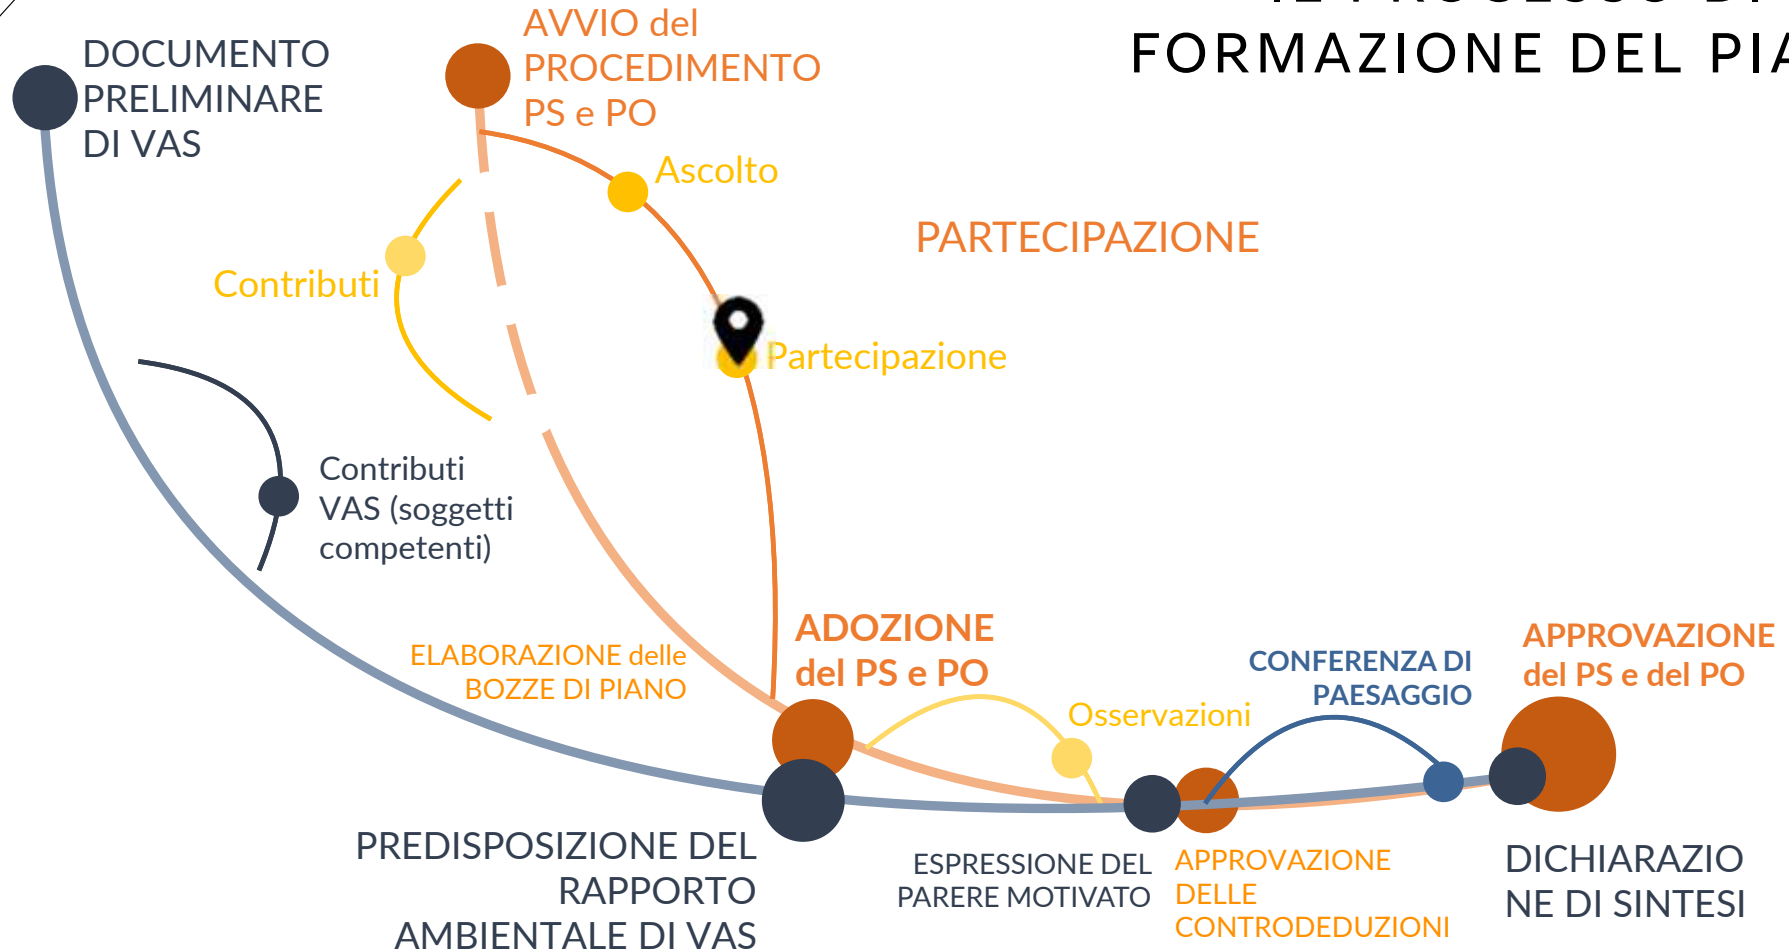 FORMAZIONE DEL
DOCUMENTO
PRELIMINARE
DI VAS
AVVIO del
PROCEDIMENTO
PS e PO
Ascolto
PARTECIPAZIONE
Contributi
Partecipazione
Contributi
VAS (soggetti
competenti)
ELABORAZIONE delle
BOZZE DI PIANO
ADOZIONE
del PS e PO
Osservazioni
CONFERENZA DI
PAESAGGIO
APPROVAZIONE
del PS e del PO
PREDISPOSIZIONE DEL
RAPPORTO
AMBIENTALE DI VAS
ESPRESSIONE DEL
PARERE MOTIVATO
APPROVAZIONE
DELLE
CONTRODEDUZIONI
DICHIARAZIO
NE DI SINTESI